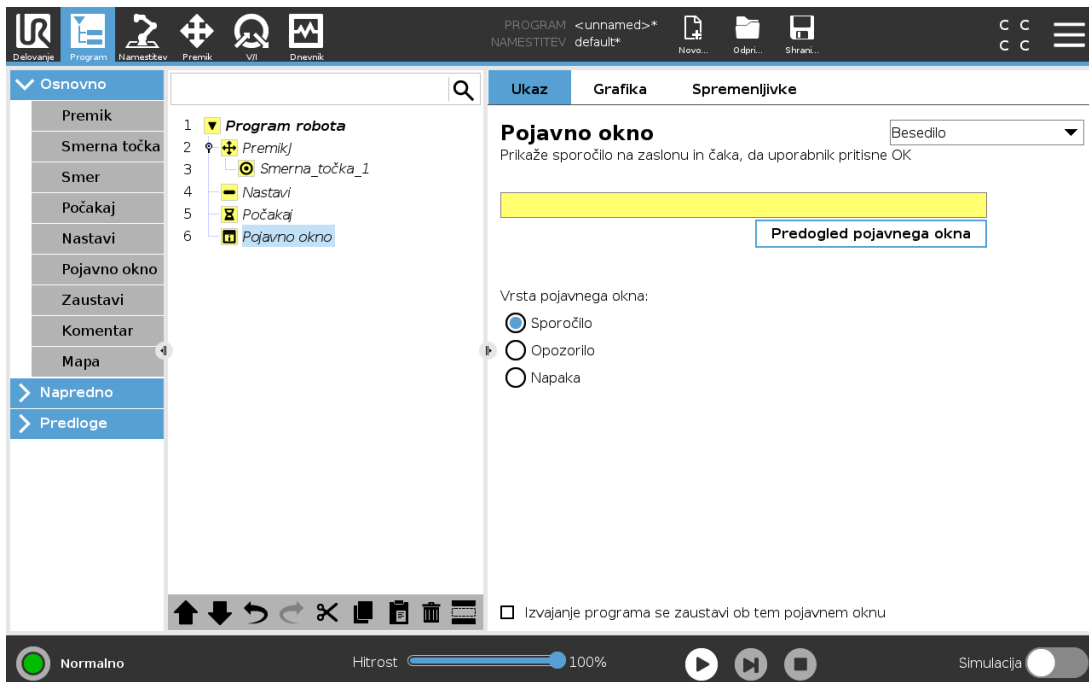 PROGRAM <unnamed>*
NAMESTITEV default*
C C
C C
Delovanje Program Namestitev Premik V/I Dnevnik Novo... Odpri... Shrani...
Osnovno
Premik
Smerna točka
Smer
Počakaj
Nastavi
Pojavno okno
Zaustavi
Komentar
Mapa
Napredno
Predloge
1 Program robota
2 PremikJ
3 Smerna_točka_1
4 Nastavi
5 Počakaj
6 Pojavno okno
Ukaz Grafika Spremenljivke
Pojavno okno
Besedilo
Prikaže sporočilo na zaslonu in čaka, da uporabnik pritisne OK
Predogled pojavnega okna
Vrsta pojavnega okna:
Sporočilo
Opozorilo
Napaka
Izvajanje programa se zaustavi ob tem pojavnem oknu
Normalno
Hitrost 100%
Simulacija